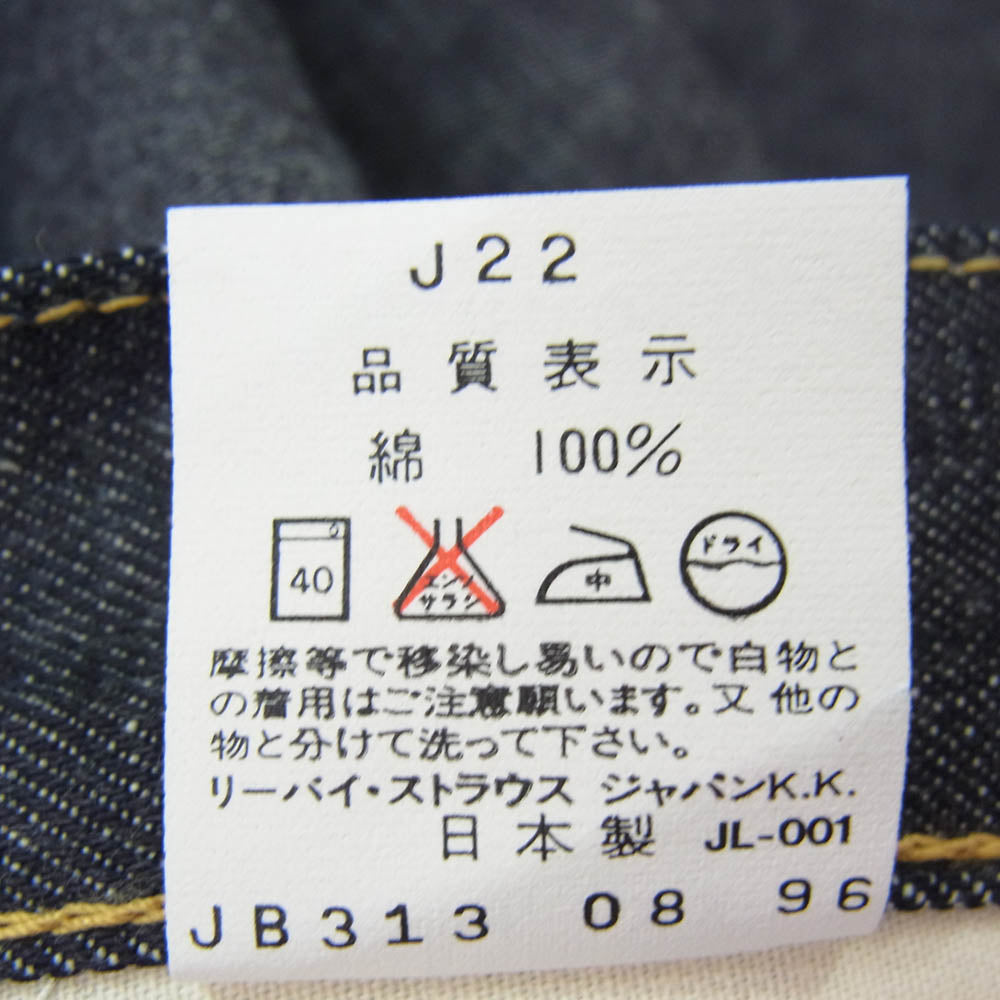 J22
品質表示
綿 100%
40 エンソサラシ 中 ドライ
摩擦等で移染し易いので白物と
の着用はご注意願います。又他の
物と分けて洗って下さい。
リーバイ・ストラウス ジャパンK.K.
日本製 JL-001
JB313 08 96